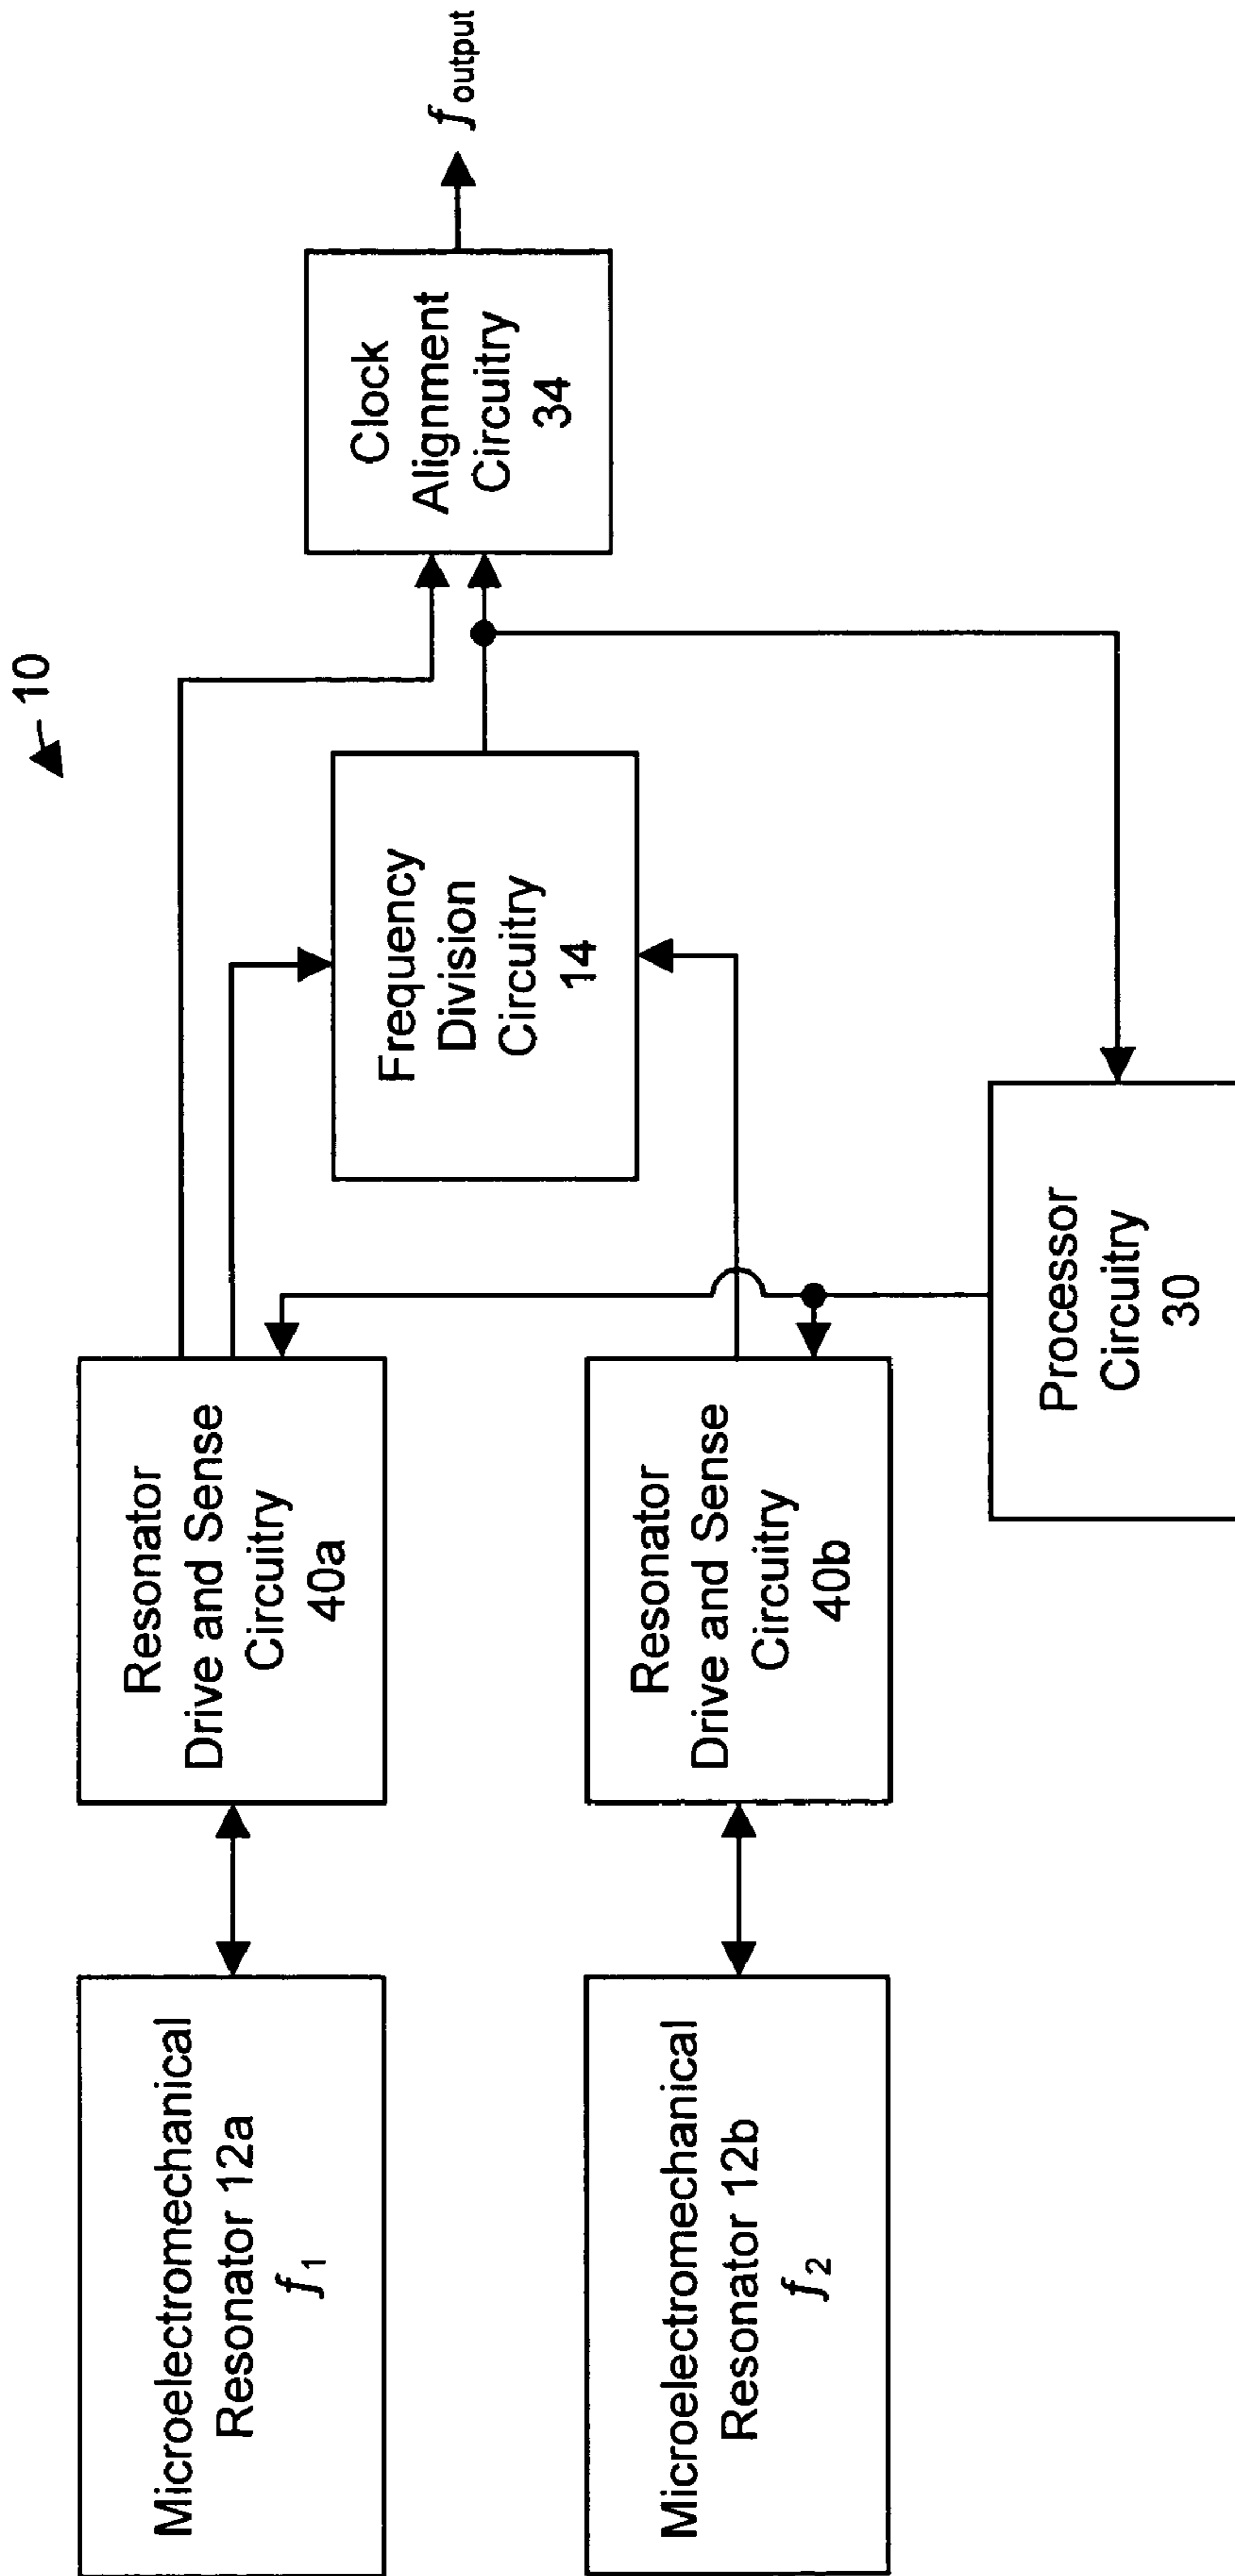 10
Microelectromechanical
Resonator 12a
f1
Resonator
Drive and Sense
Circuitry
40a
Frequency
Division
Circuitry
14
Clock
Alignment
Circuitry
34
foutput
Microelectromechanical
Resonator 12b
f2
Resonator
Drive and Sense
Circuitry
40b
Processor
Circuitry
30